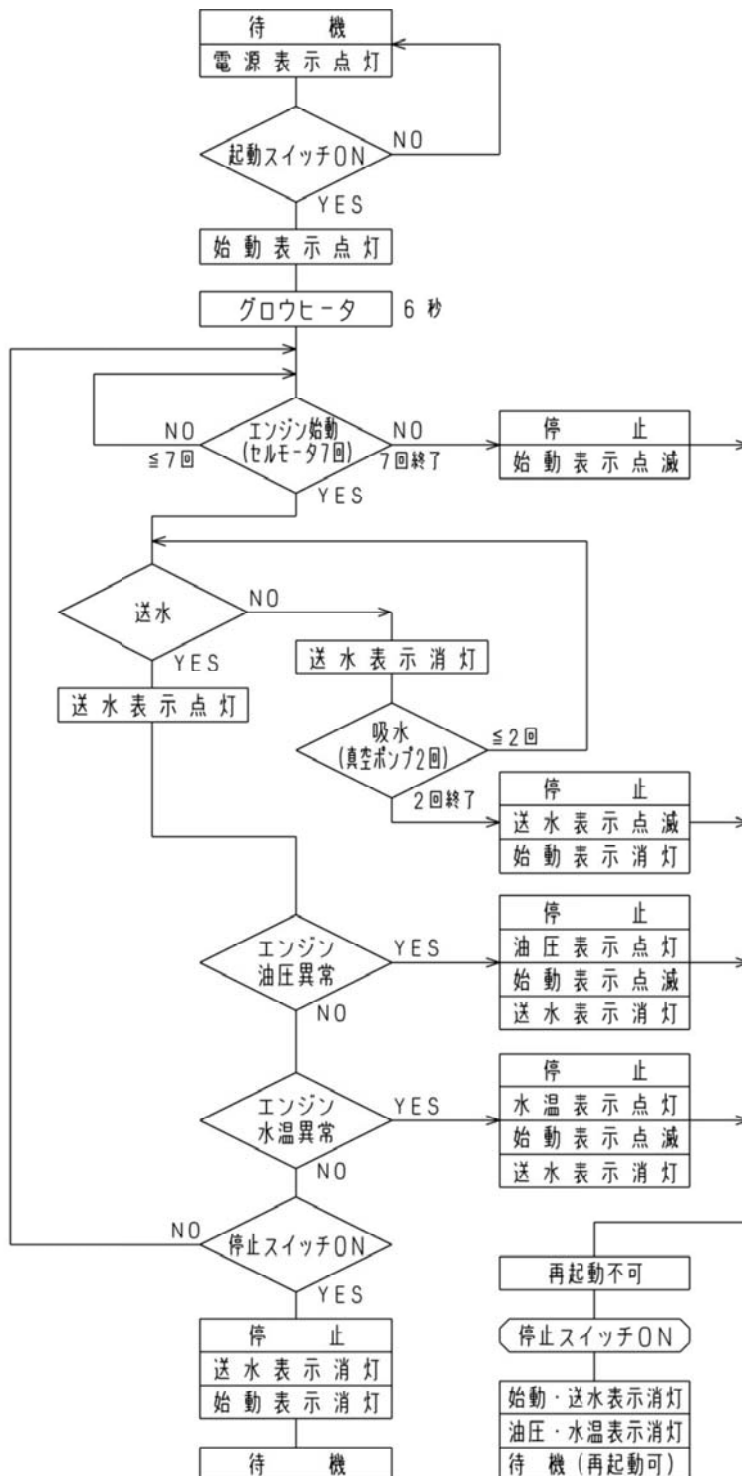 待機
電源表示点灯
起動スイッチON
NO
YES
始動表示点灯
グロウヒータ 6秒
エンジン始動
(セルモータ7回)
NO
≦7回
NO
7回終了
YES
停止
始動表示点滅
送水
NO
YES
送水表示点灯
送水表示消灯
吸水
(真空ポンプ2回)
≦2回
2回終了
停止
送水表示点滅
始動表示消灯
エンジン
油圧異常
YES
NO
停止
油圧表示点灯
始動表示点滅
送水表示消灯
エンジン
水温異常
YES
NO
停止
水温表示点灯
始動表示点滅
送水表示消灯
停止スイッチON
NO
YES
停止
送水表示消灯
始動表示消灯
待機
再起動不可
停止スイッチON
始動・送水表示消灯
油圧・水温表示消灯
待機(再起動可)